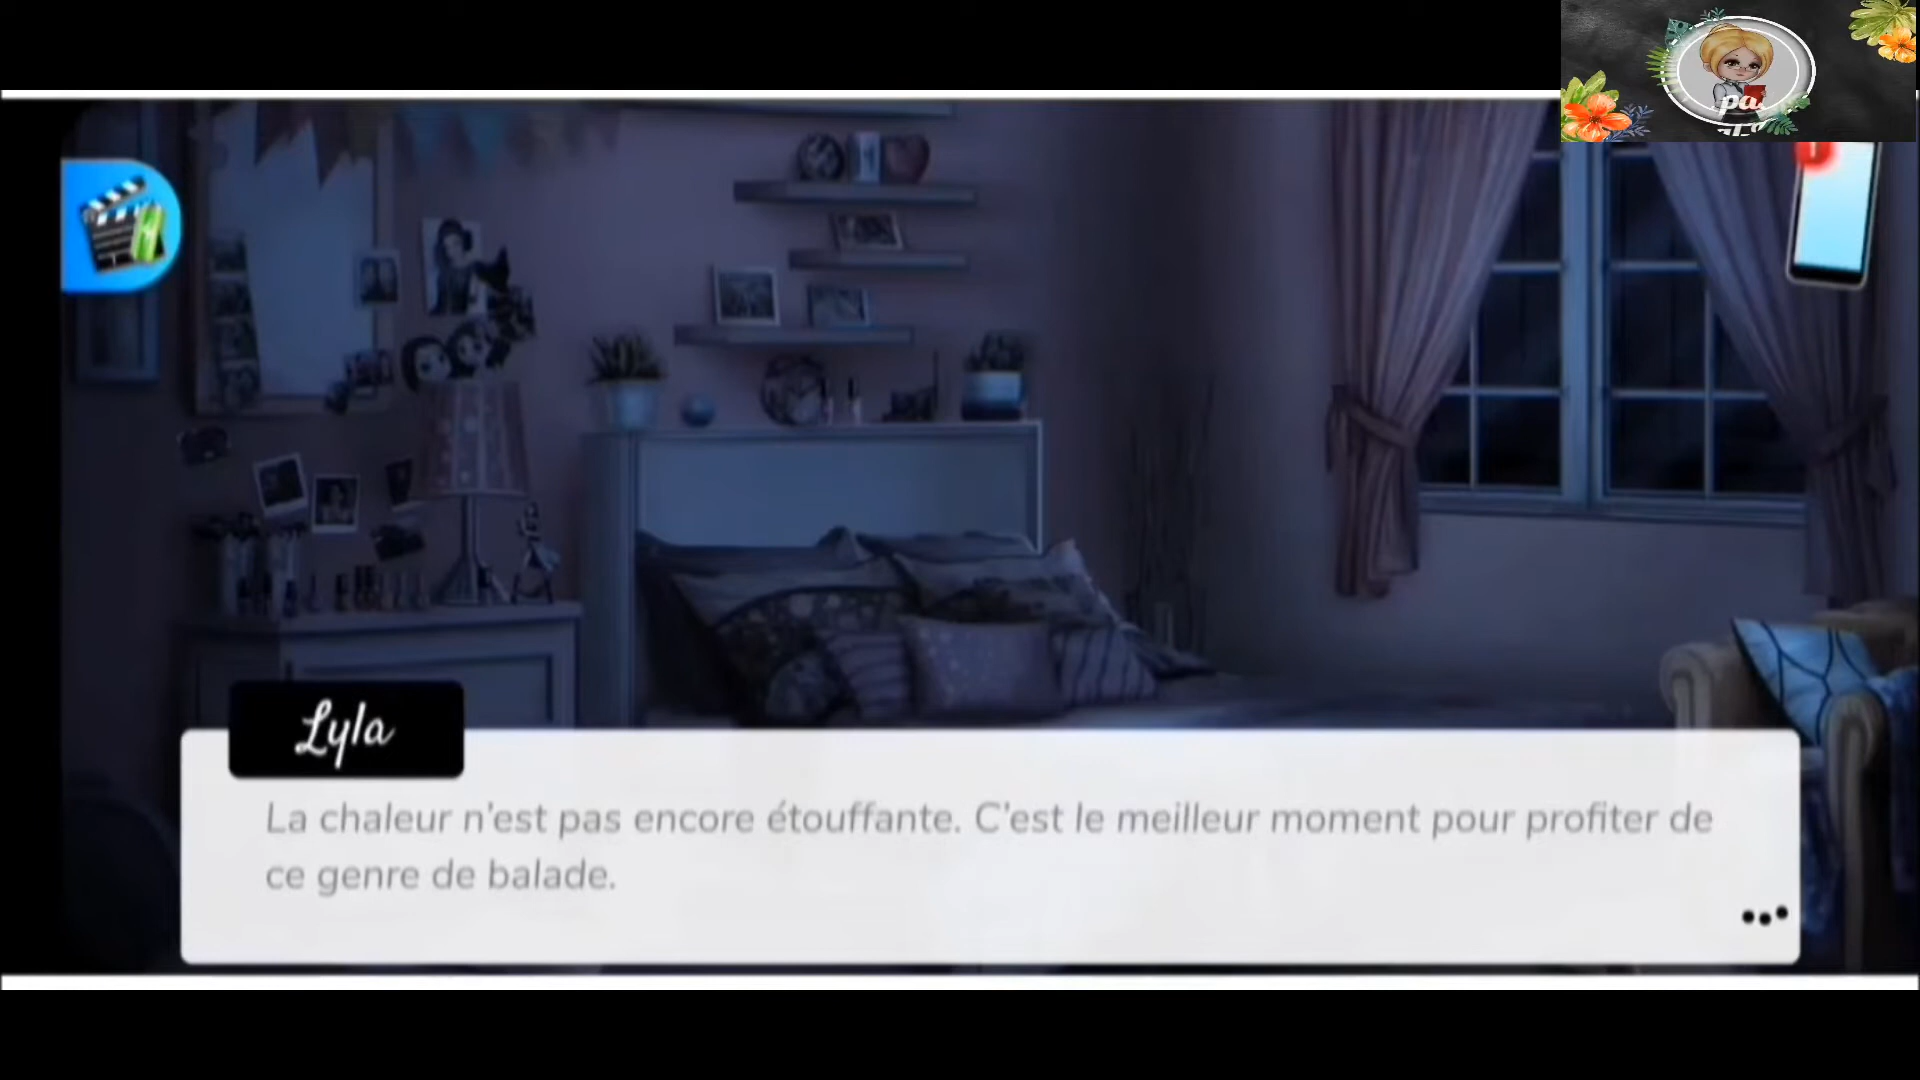 Lyla
La chaleur n'est pas encore étouffante. C'est le meilleur moment pour profiter de
ce genre de balade.